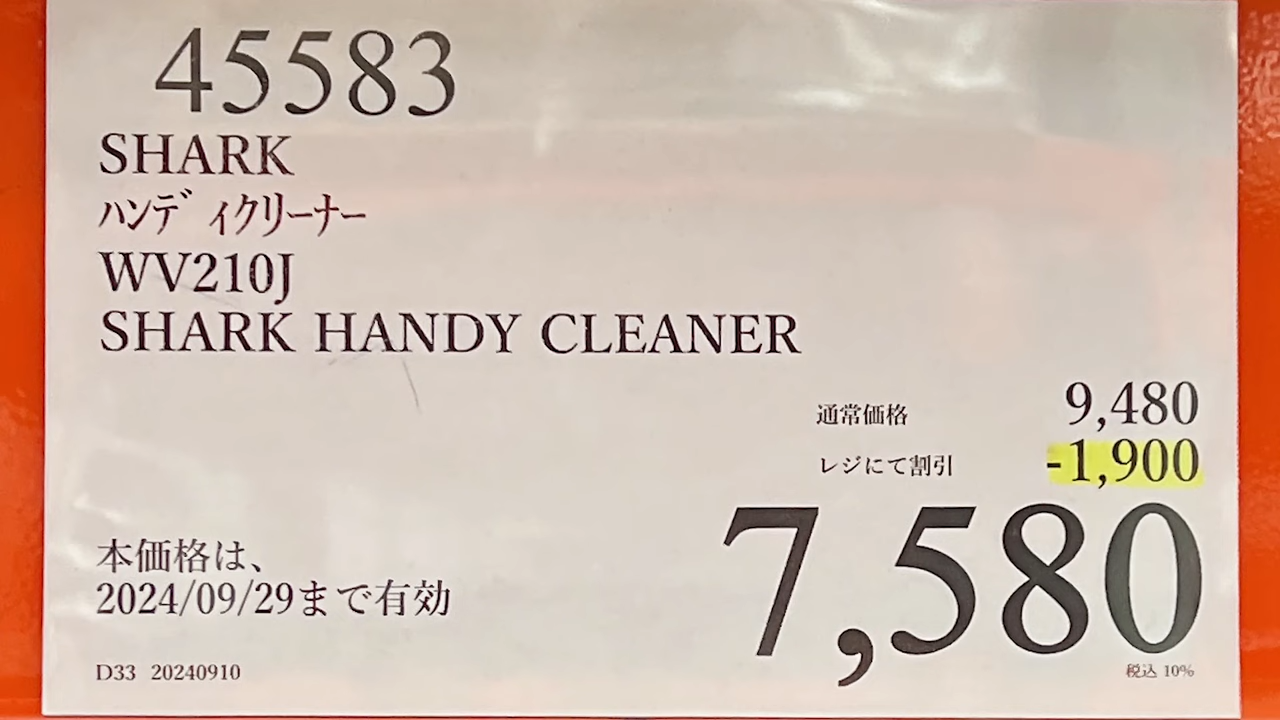 45583
SHARK
ﾊﾝﾃﾞｨｸﾘｰﾅｰ
WV210J
SHARK HANDY CLEANER
通常価格 9,480
レジにて割引 -1,900
7,580
本価格は、
2024/09/29まで有効
D33 20240910
税込 10%